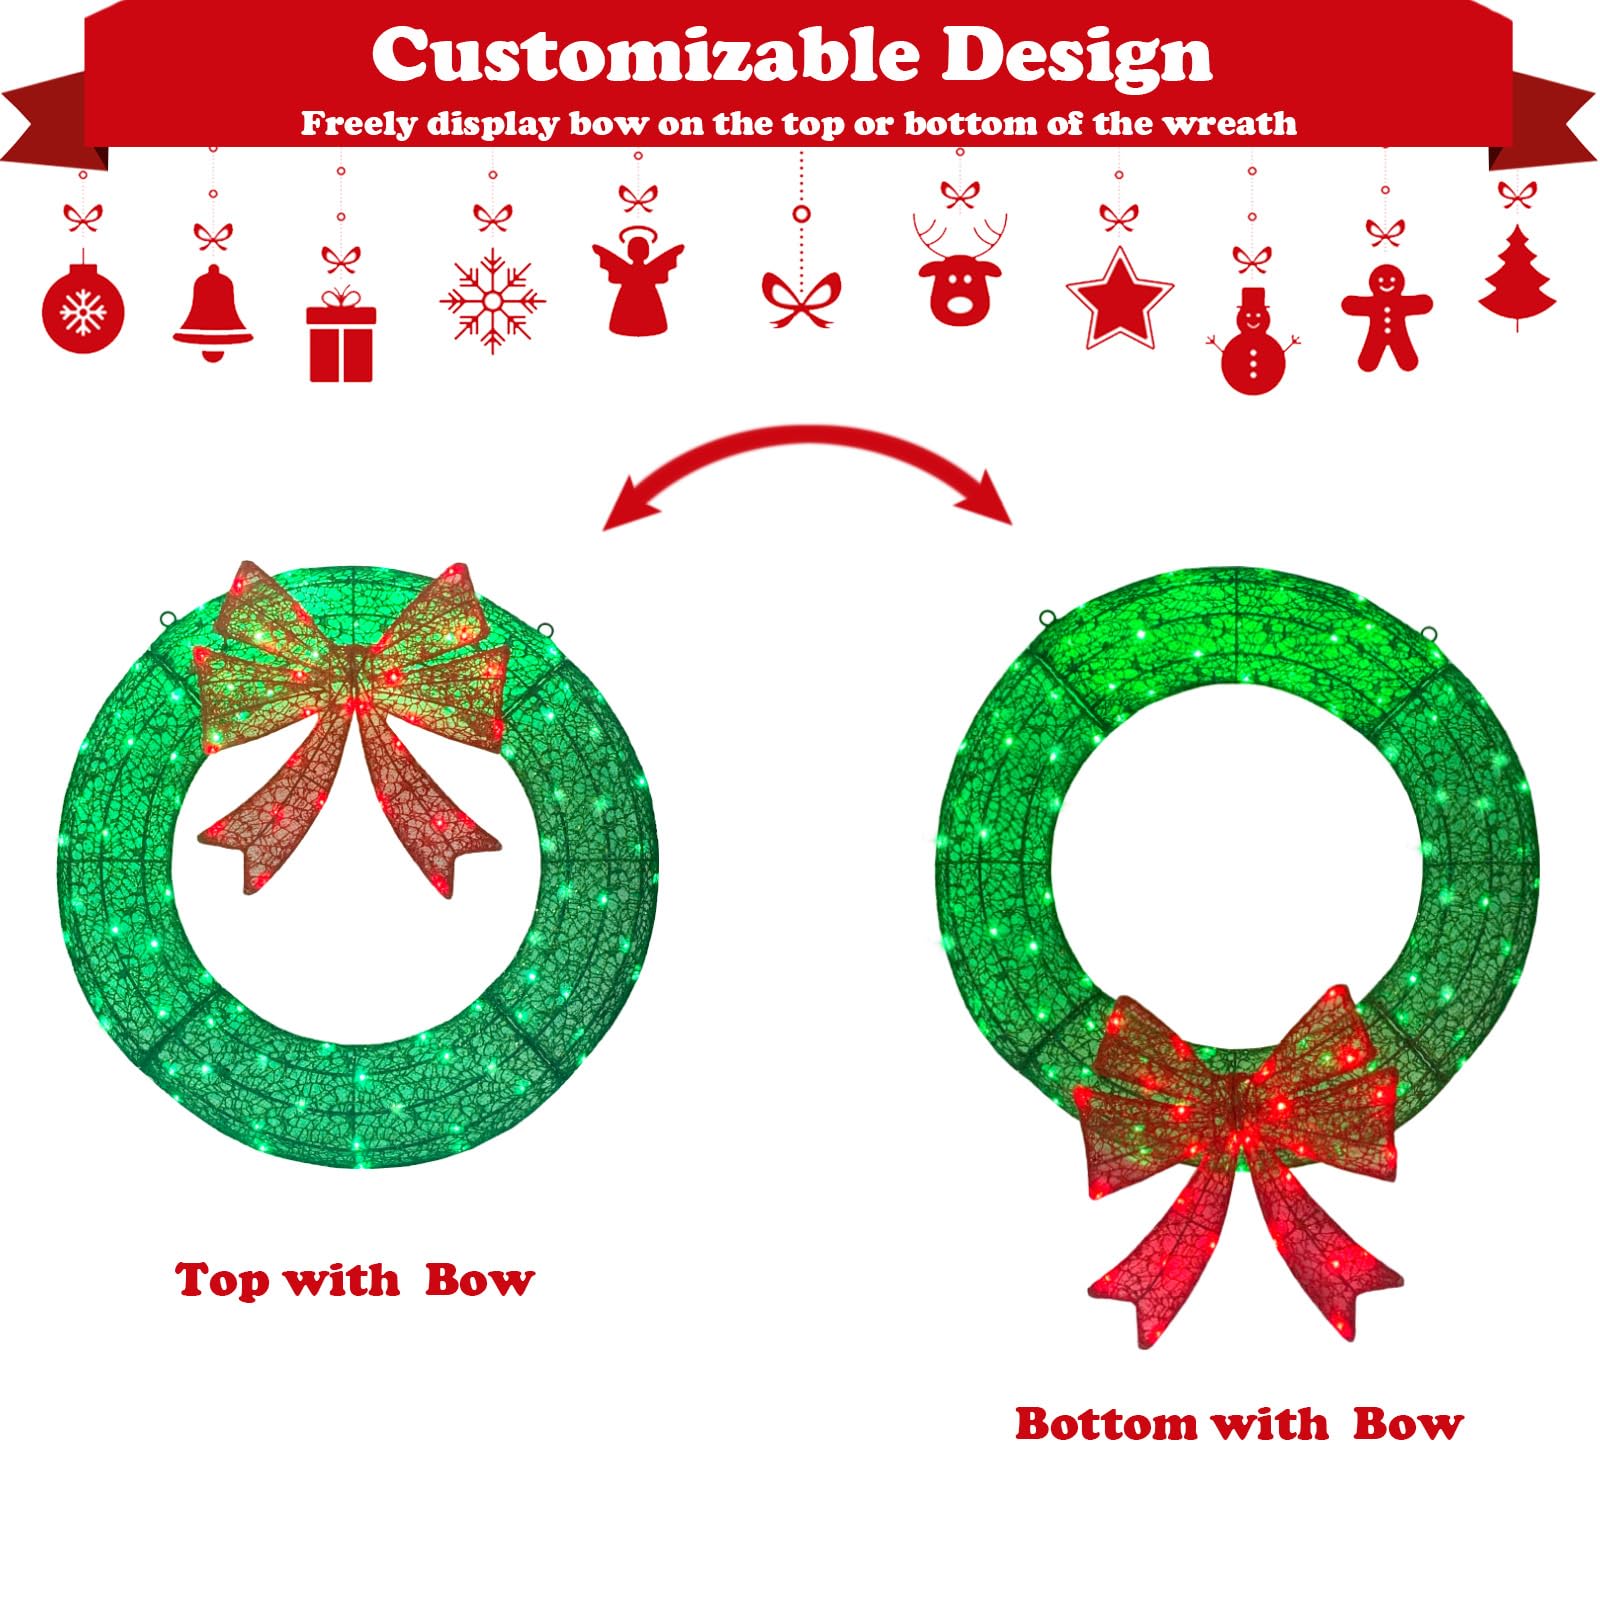 Customizable Design
Freely display bow on the top or bottom of the wreath
Top with Bow
Bottom with Bow